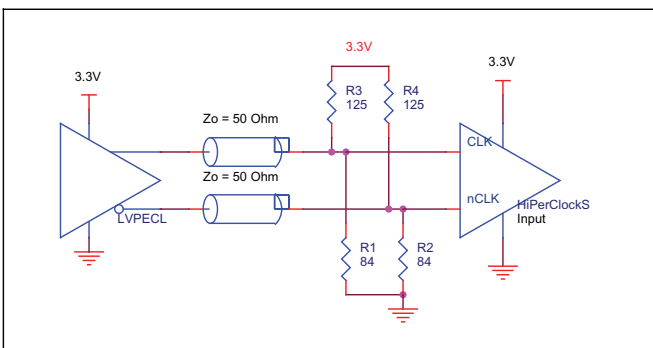 3.3V
3.3V
3.3V
R3
125
R4
125
Zo = 50 Ohm
CLK
Zo = 50 Ohm
nCLK
HiPerClockS
Input
LVPECL
R1
84
R2
84